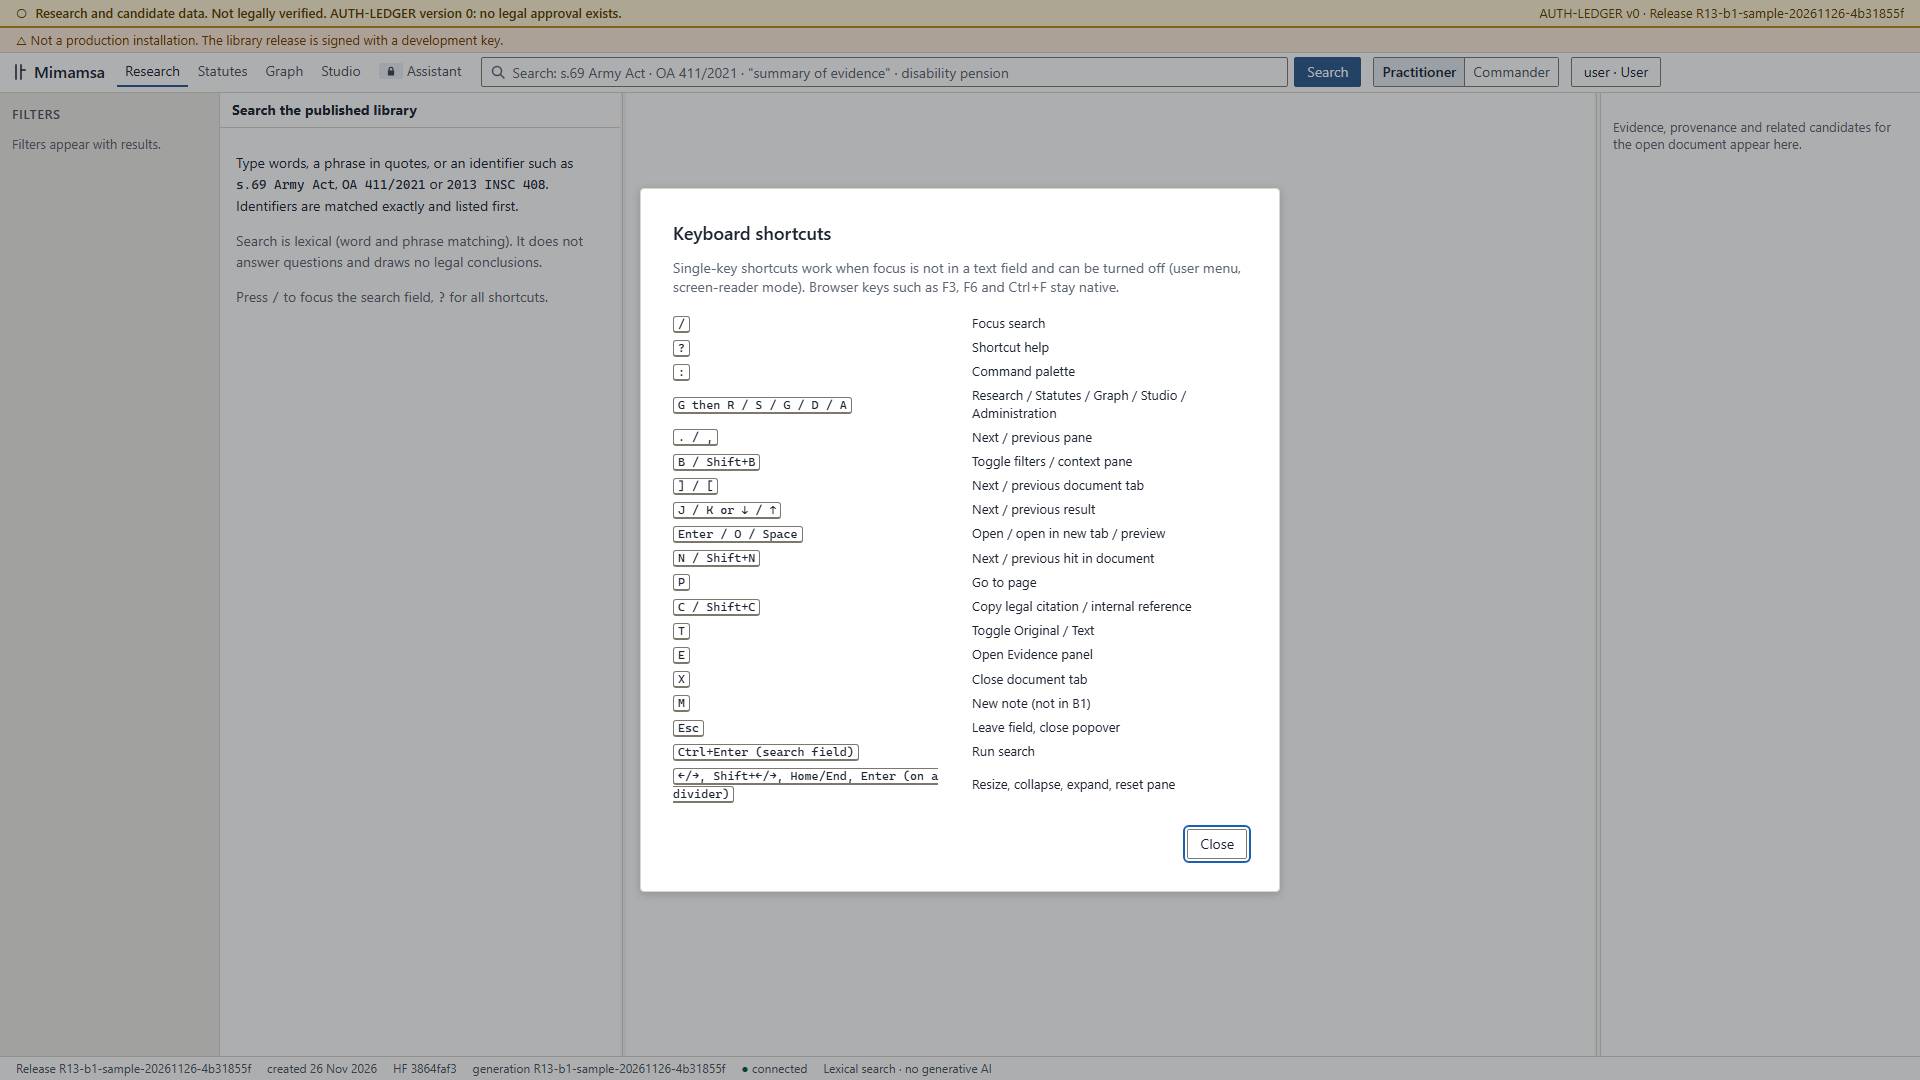 Research and candidate data. Not legally verified. AUTH-LEDGER version 0: no legal approval exists.
AUTH-LEDGER v0 · Release R13-b1-sample-20261126-4b31855f
⚠ Not a production installation. The library release is signed with a development key.
Mimamsa
Research
Statutes
Graph
Studio
Assistant
Search: s.69 Army Act · OA 411/2021 · "summary of evidence" · disability pension
Search
Practitioner
Commander
user · User
FILTERS
Filters appear with results.
Search the published library
Type words, a phrase in quotes, or an identifier such as
s.69 Army Act, OA 411/2021 or 2013 INSC 408.
Identifiers are matched exactly and listed first.
Search is lexical (word and phrase matching). It does not
answer questions and draws no legal conclusions.
Press / to focus the search field, ? for all shortcuts.
Evidence, provenance and related candidates for
the open document appear here.
Keyboard shortcuts
Single-key shortcuts work when focus is not in a text field and can be turned off (user menu,
screen-reader mode). Browser keys such as F3, F6 and Ctrl+F stay native.
/ Focus search
? Shortcut help
: Command palette
G then R / S / G / D / A Research / Statutes / Graph / Studio /
Administration
. / , Next / previous pane
B / Shift+B Toggle filters / context pane
] / [ Next / previous document tab
J / K or ↓ / ↑ Next / previous result
Enter / O / Space Open / open in new tab / preview
N / Shift+N Next / previous hit in document
P Go to page
C / Shift+C Copy legal citation / internal reference
T Toggle Original / Text
E Open Evidence panel
X Close document tab
M New note (not in B1)
Esc Leave field, close popover
Ctrl+Enter (search field) Run search
←/→, Shift+←/→, Home/End, Enter (on a
divider) Resize, collapse, expand, reset pane
Close
Release R13-b1-sample-20261126-4b31855f created 26 Nov 2026 HF 3864faf3 generation R13-b1-sample-20261126-4b31855f ● connected Lexical search · no generative AI